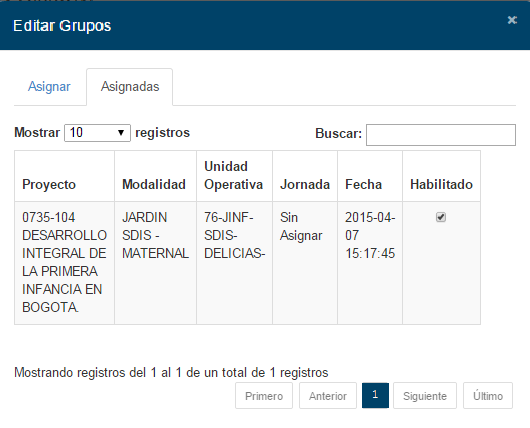 Editar Grupos ×
Asignar Asignadas
Mostrar 10 registros Buscar:
Proyecto Modalidad Unidad Operativa Jornada Fecha Habilitado
0735-104 JARDIN 76-JINF- Sin 2015-04-
DESARROLLO SDIS - SDIS- Asignar 07
INTEGRAL DE MATERNAL DELICIAS- 15:17:45
LA PRIMERA
INFANCIA EN
BOGOTA.
Mostrando registros del 1 al 1 de un total de 1 registros
Primero Anterior 1 Siguiente Último